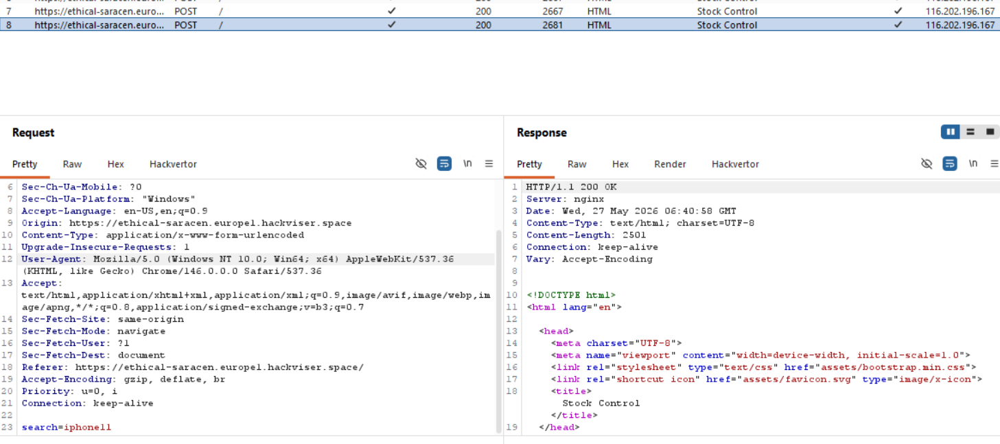 7 https://ethical-saracen.euro... POST / ✓ 200 2667 HTML Stock Control ✓ 116.202.196.167
8 https://ethical-saracen.euro... POST / ✓ 200 2681 HTML Stock Control ✓ 116.202.196.167
Request
Pretty Raw Hex Hackvertor \n
6 Sec-Ch-Ua-Mobile: ?0
7 Sec-Ch-Ua-Platform: "Windows"
8 Accept-Language: en-US,en;q=0.9
9 Origin: https://ethical-saracen.europe1.hackviser.space
10 Content-Type: application/x-www-form-urlencoded
11 Upgrade-Insecure-Requests: 1
12 User-Agent: Mozilla/5.0 (Windows NT 10.0; Win64; x64) AppleWebKit/537.36
(KHTML, like Gecko) Chrome/146.0.0.0 Safari/537.36
13 Accept:
text/html,application/xhtml+xml,application/xml;q=0.9,image/avif,image/webp,im
age/apng,*/*;q=0.8,application/signed-exchange;v=b3;q=0.7
14 Sec-Fetch-Site: same-origin
15 Sec-Fetch-Mode: navigate
16 Sec-Fetch-User: ?1
17 Sec-Fetch-Dest: document
18 Referer: https://ethical-saracen.europe1.hackviser.space/
19 Accept-Encoding: gzip, deflate, br
20 Priority: u=0, i
21 Connection: keep-alive
22
23 search=iphone11
Response
Pretty Raw Hex Render Hackvertor \n
1 HTTP/1.1 200 OK
2 Server: nginx
3 Date: Wed, 27 May 2026 06:40:58 GMT
4 Content-Type: text/html; charset=UTF-8
5 Content-Length: 2501
6 Connection: keep-alive
7 Vary: Accept-Encoding
8
9
10 <!DOCTYPE html>
11 <html lang="en">
12
13 <head>
14 <meta charset="UTF-8">
15 <meta name="viewport" content="width=device-width, initial-scale=1.0">
16 <link rel="stylesheet" type="text/css" href="assets/bootstrap.min.css">
17 <link rel="shortcut icon" href="assets/favicon.svg" type="image/x-icon">
18 <title>
Stock Control
</title>
19 </head>